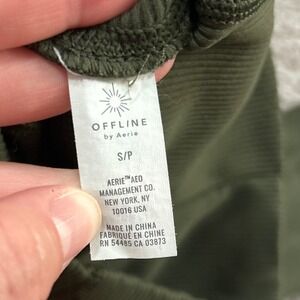 OFFLINE
by Aerie
S/P
AERIE™AEO
MANAGEMENT CO.
NEW YORK, NY
10016 USA
MADE IN CHINA
FABRIQUÉ EN CHINE
RN 54485 CA 03873